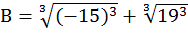 B = ∛(−15)³ + ∛19³